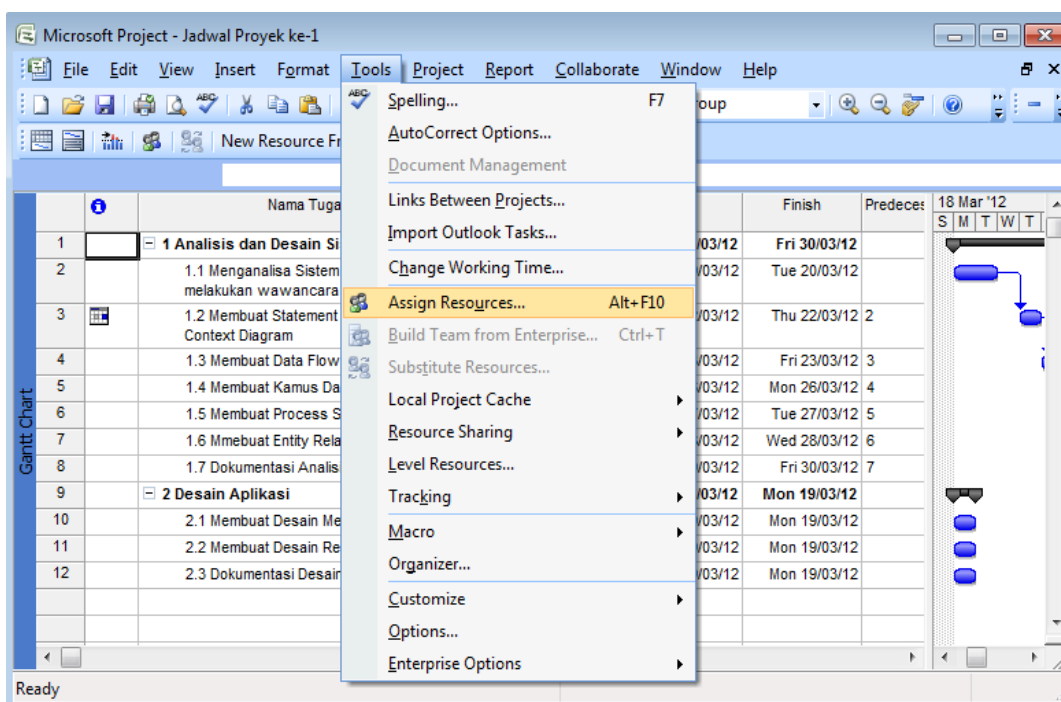 Microsoft Project - Jadwal Proyek ke-1
File Edit View Insert Format Tools Project Report Collaborate Window Help
ABC
ABC Spelling... F7
oup
AutoCorrect Options...
New Resource Fr
Document Management
Links Between Projects...
Import Outlook Tasks...
Change Working Time...
Assign Resources... Alt+F10
Build Team from Enterprise... Ctrl+T
Substitute Resources...
Local Project Cache
Resource Sharing
Level Resources...
Tracking
Macro
Organizer...
Customize
Options...
Enterprise Options
Nama Tuga Finish Predeces 18 Mar '12
S M T W T
1 1 Analisis dan Desain Si /03/12 Fri 30/03/12
2 1.1 Menganalisa Sistem /03/12 Tue 20/03/12
melakukan wawancara
3 1.2 Membuat Statement /03/12 Thu 22/03/12 2
Context Diagram
4 1.3 Membuat Data Flow /03/12 Fri 23/03/12 3
5 1.4 Membuat Kamus Da /03/12 Mon 26/03/12 4
6 1.5 Membuat Process S /03/12 Tue 27/03/12 5
7 1.6 Mmebuat Entity Rela /03/12 Wed 28/03/12 6
8 1.7 Dokumentasi Analis /03/12 Fri 30/03/12 7
9 2 Desain Aplikasi /03/12 Mon 19/03/12
10 2.1 Membuat Desain Me /03/12 Mon 19/03/12
11 2.2 Membuat Desain Re /03/12 Mon 19/03/12
12 2.3 Dokumentasi Desain /03/12 Mon 19/03/12
Gantt Chart
Ready